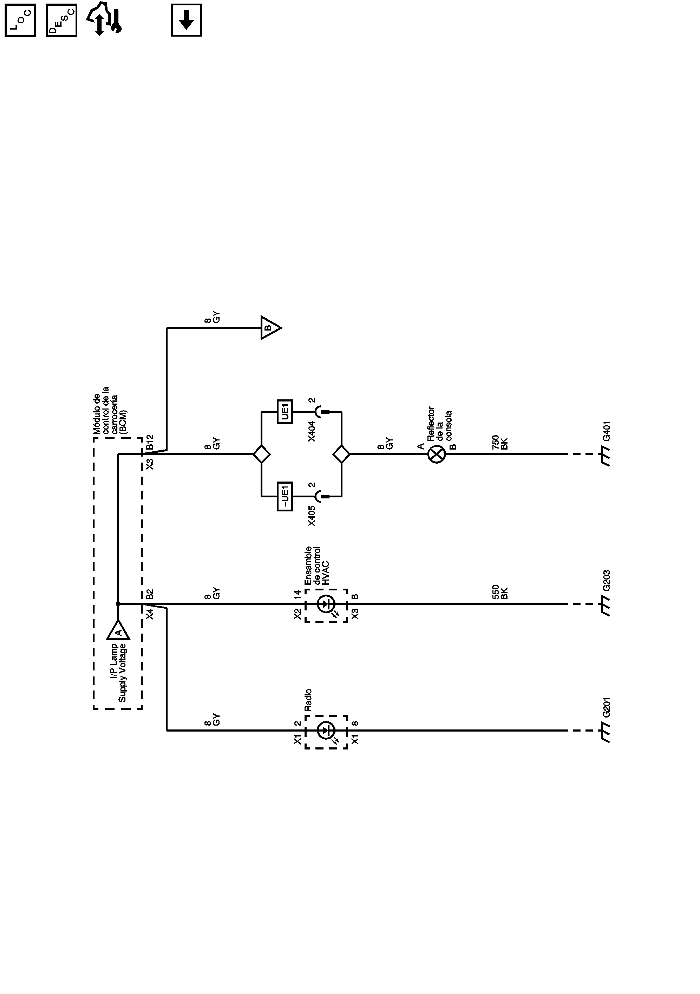 LOC
DESC
Módulo de
control de la
carrocería
(BCM)
I/P Lamp
Supply Voltage
A
X4
B2
X3
B12
8
GY
B
8
GY
8
GY
8
GY
UE1
X404
2
~UE1
X405
2
8
GY
A
Reflector
de la
consola
B
750
BK
G401
Ensamble
de control
HVAC
X2
14
X3
B
550
BK
G203
Radio
X1
2
X1
8
G201